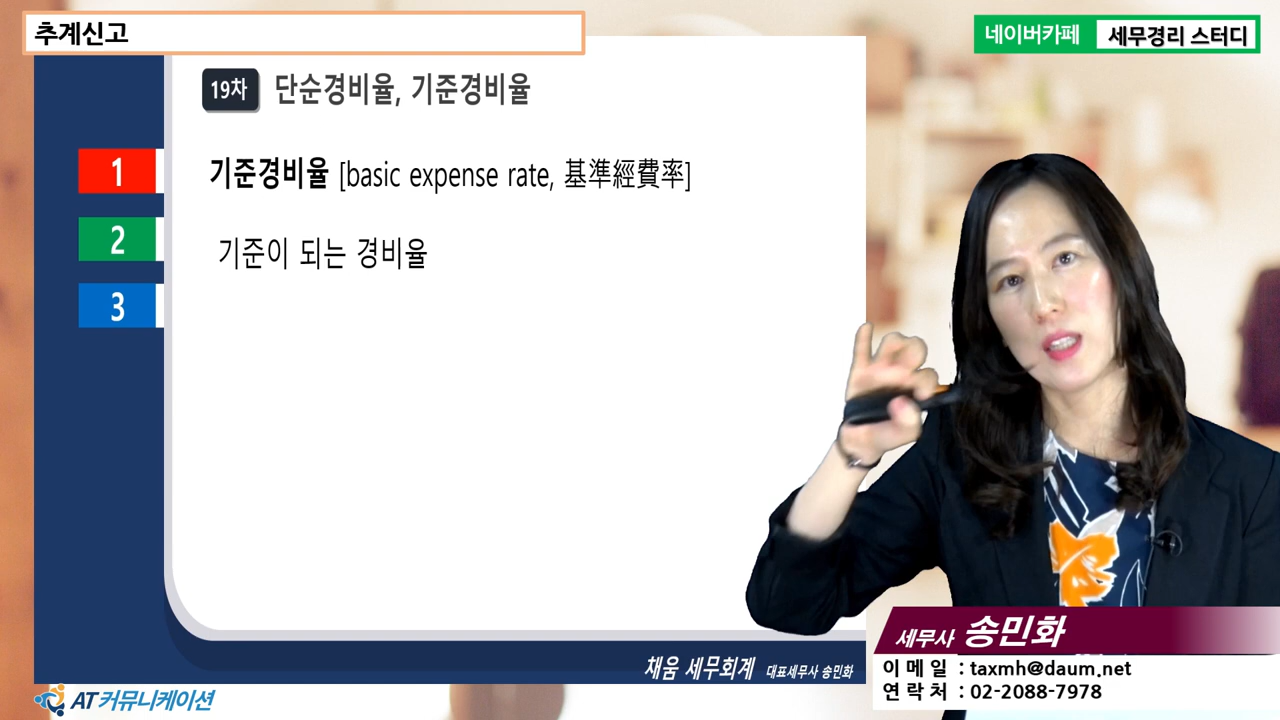 추계신고
네이버카페 세무경리 스터디
19차 단순경비율, 기준경비율
1
기준경비율 [basic expense rate, 基準經費率]
2
기준이 되는 경비율
3
세무사 송민화
채움 세무회계 대표세무사 송민화
이 메 일 : taxmh@daum.net
연 락 처 : 02-2088-7978
AT커뮤니케이션